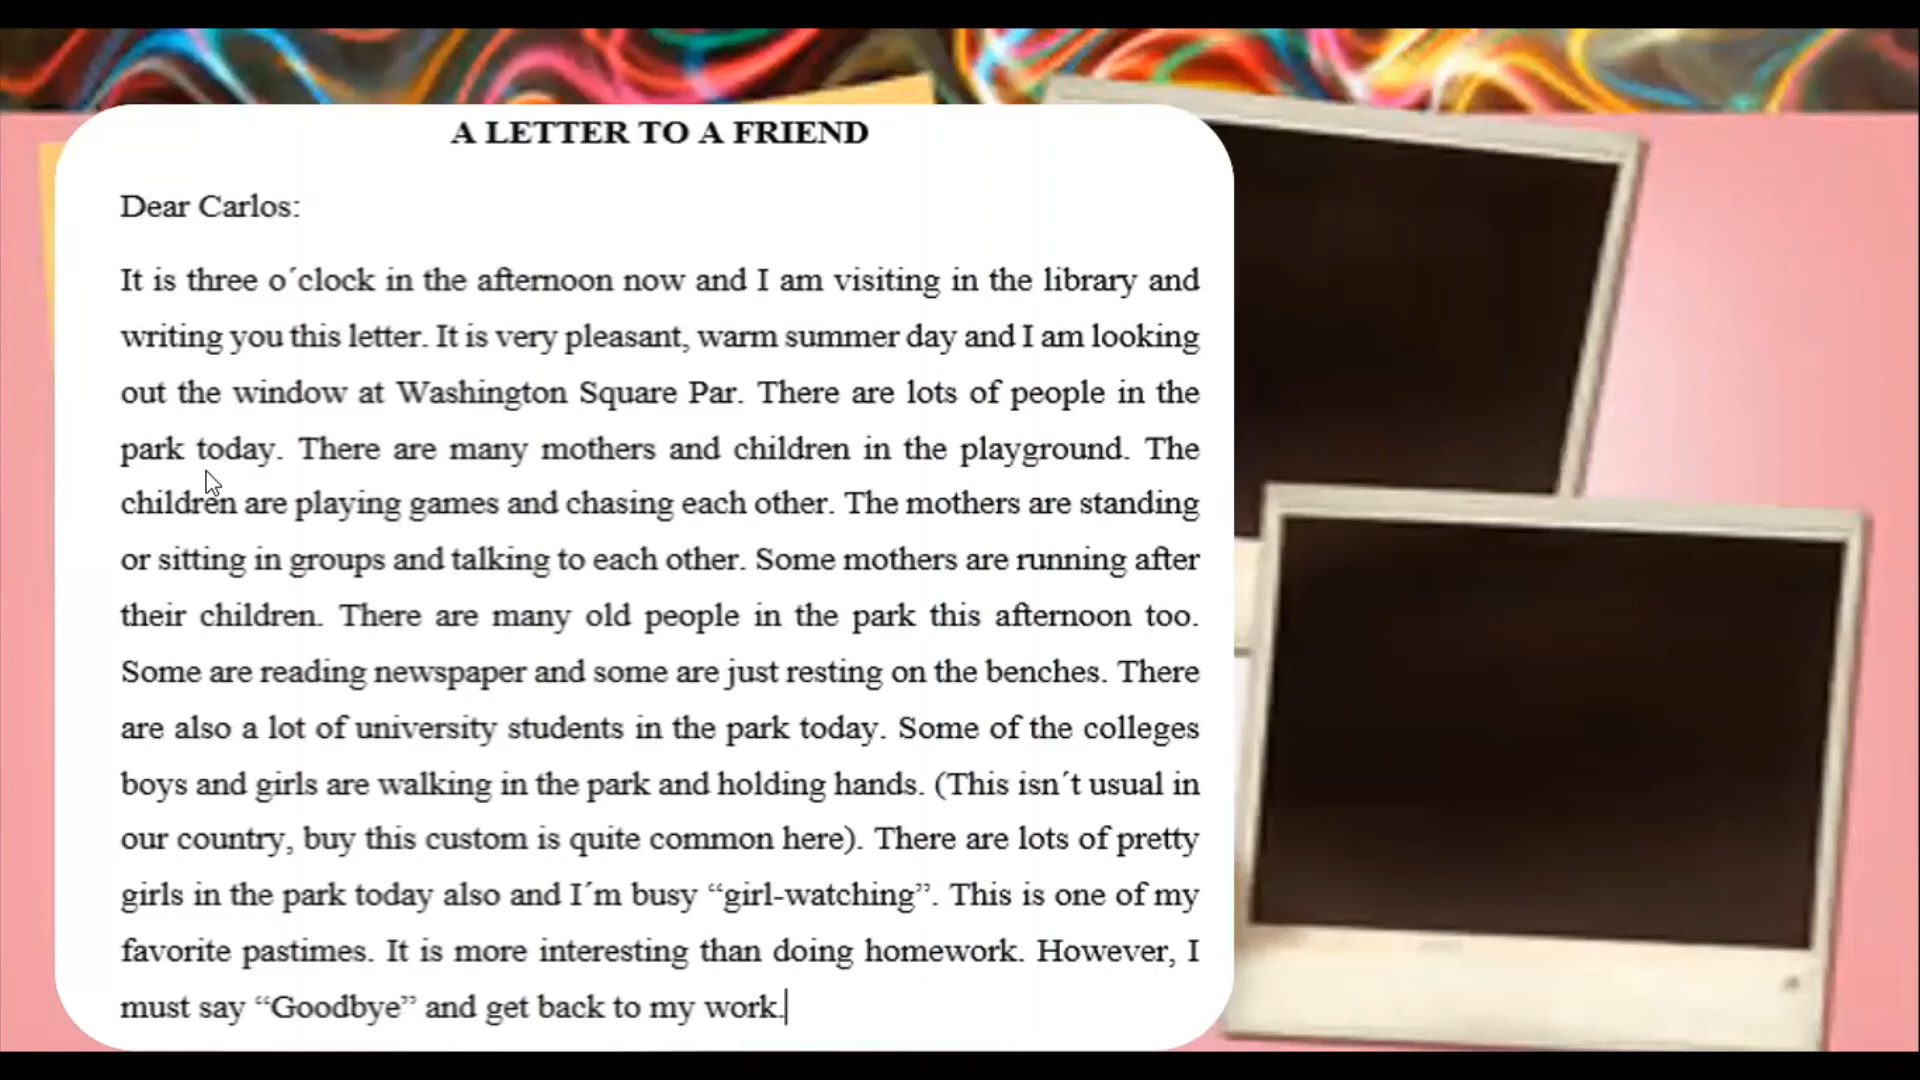 A LETTER TO A FRIEND
Dear Carlos:
It is three o´clock in the afternoon now and I am visiting in the library and
writing you this letter. It is very pleasant, warm summer day and I am looking
out the window at Washington Square Par. There are lots of people in the
park today. There are many mothers and children in the playground. The
children are playing games and chasing each other. The mothers are standing
or sitting in groups and talking to each other. Some mothers are running after
their children. There are many old people in the park this afternoon too.
Some are reading newspaper and some are just resting on the benches. There
are also a lot of university students in the park today. Some of the colleges
boys and girls are walking in the park and holding hands. (This isn´t usual in
our country, buy this custom is quite common here). There are lots of pretty
girls in the park today also and I´m busy “girl-watching”. This is one of my
favorite pastimes. It is more interesting than doing homework. However, I
must say “Goodbye” and get back to my work.